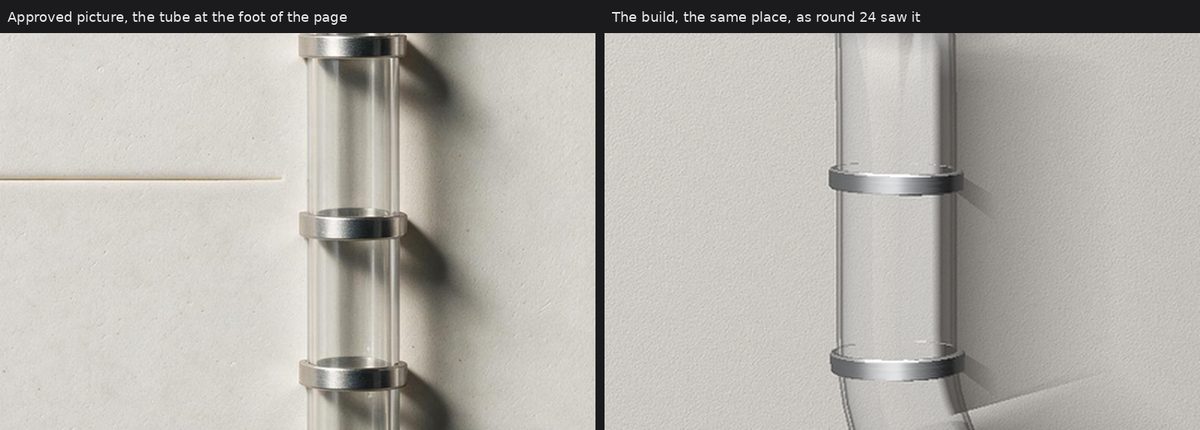 Approved picture, the tube at the foot of the page
The build, the same place, as round 24 saw it